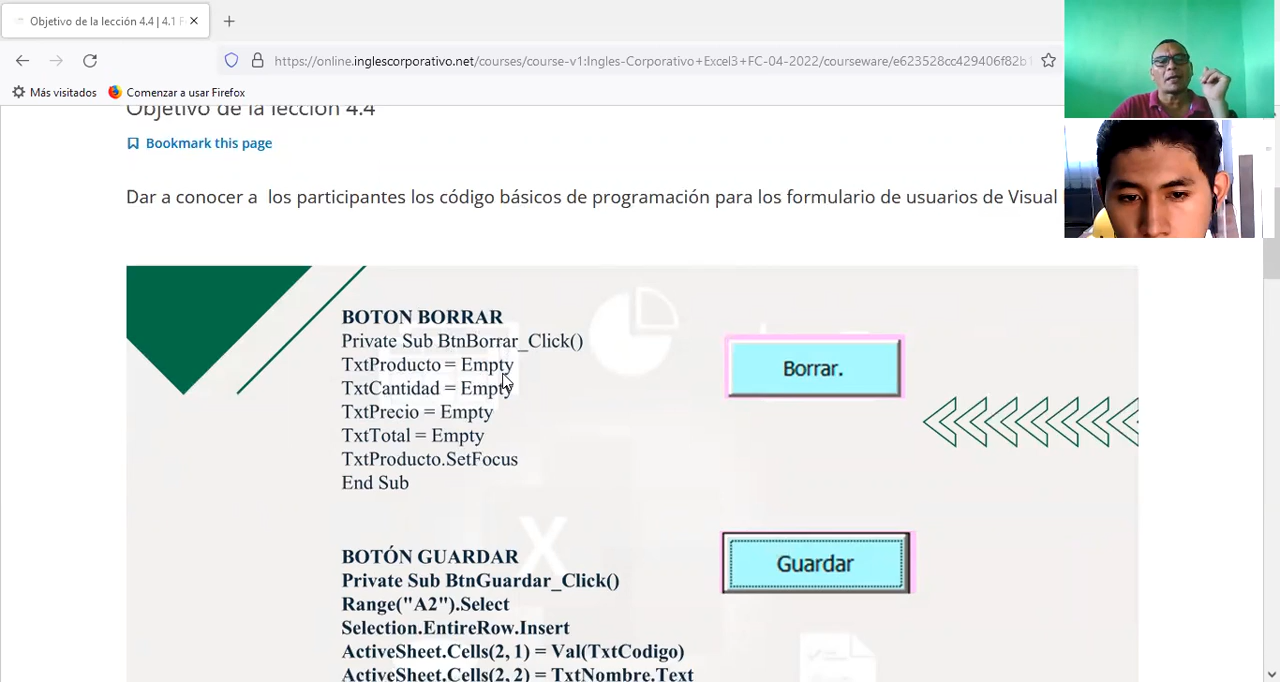 Objetivo de la lección 4.4 | 4.1 F
https://online.inglescorporativo.net/courses/course-v1:Ingles-Corporativo+Excel3+FC-04-2022/courseware/e623528cc429406f82b1
Más visitados
Comenzar a usar Firefox
Objetivo de la lección 4.4
Bookmark this page
Dar a conocer a los participantes los código básicos de programación para los formulario de usuarios de Visual
BOTON BORRAR
Private Sub BtnBorrar_Click()
TxtProducto = Empty
TxtCantidad = Empty
TxtPrecio = Empty
TxtTotal = Empty
TxtProducto.SetFocus
End Sub
Borrar.
BOTÓN GUARDAR
Private Sub BtnGuardar_Click()
Range("A2").Select
Selection.EntireRow.Insert
ActiveSheet.Cells(2, 1) = Val(TxtCodigo)
ActiveSheet.Cells(2, 2) = TxtNombre.Text
Guardar